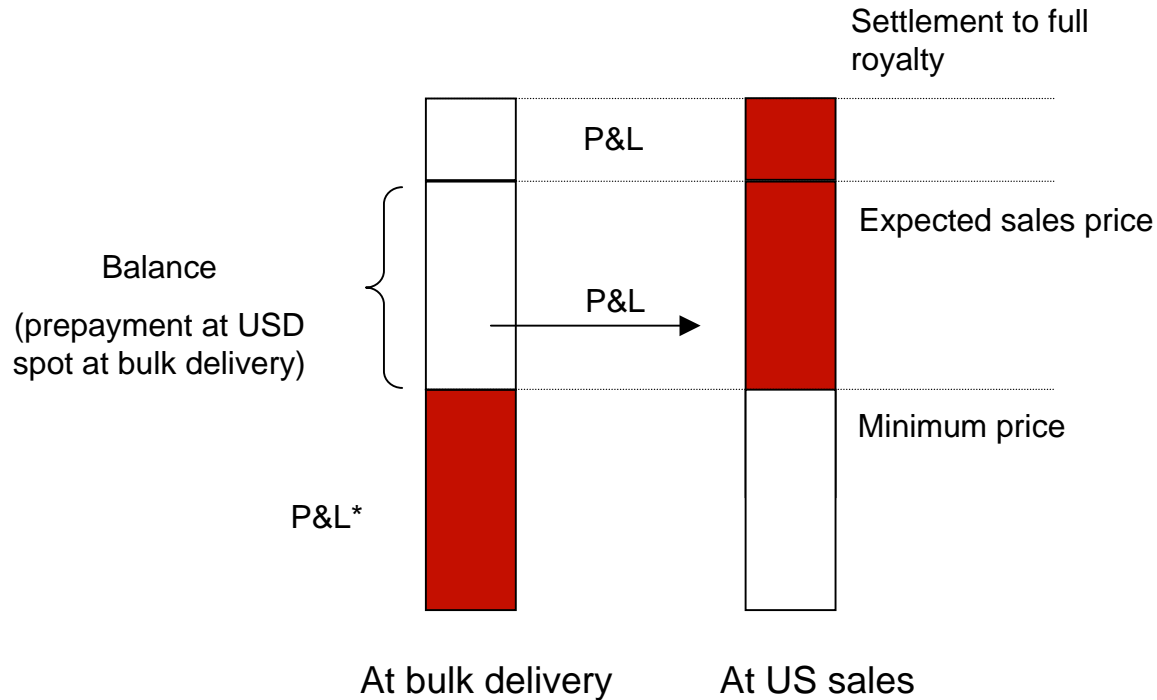 Settlement to full
royalty
P&L
Expected sales price
Balance
(prepayment at USD
spot at bulk delivery)
P&L
Minimum price
P&L*
At bulk delivery
At US sales